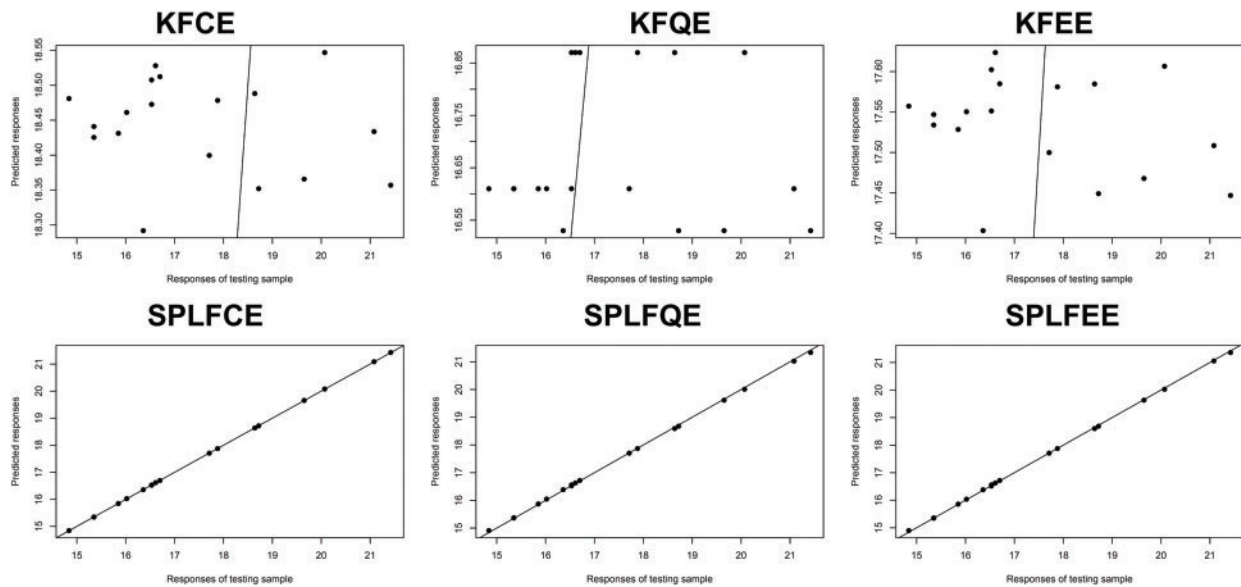 KFCE
KFQE
KFEE
Predicted responses
18.30 18.35 18.40 18.45 18.50 18.55
15 16 17 18 19 20 21
Responses of testing sample
Predicted responses
16.55 16.65 16.75 16.85
15 16 17 18 19 20 21
Responses of testing sample
Predicted responses
17.40 17.45 17.50 17.55 17.60
15 16 17 18 19 20 21
Responses of testing sample
SPLFCE
SPLFQE
SPLFEE
Predicted responses
15 16 17 18 19 20 21
15 16 17 18 19 20 21
Responses of testing sample
Predicted responses
15 16 17 18 19 20 21
15 16 17 18 19 20 21
Responses of testing sample
Predicted responses
15 16 17 18 19 20 21
15 16 17 18 19 20 21
Responses of testing sample